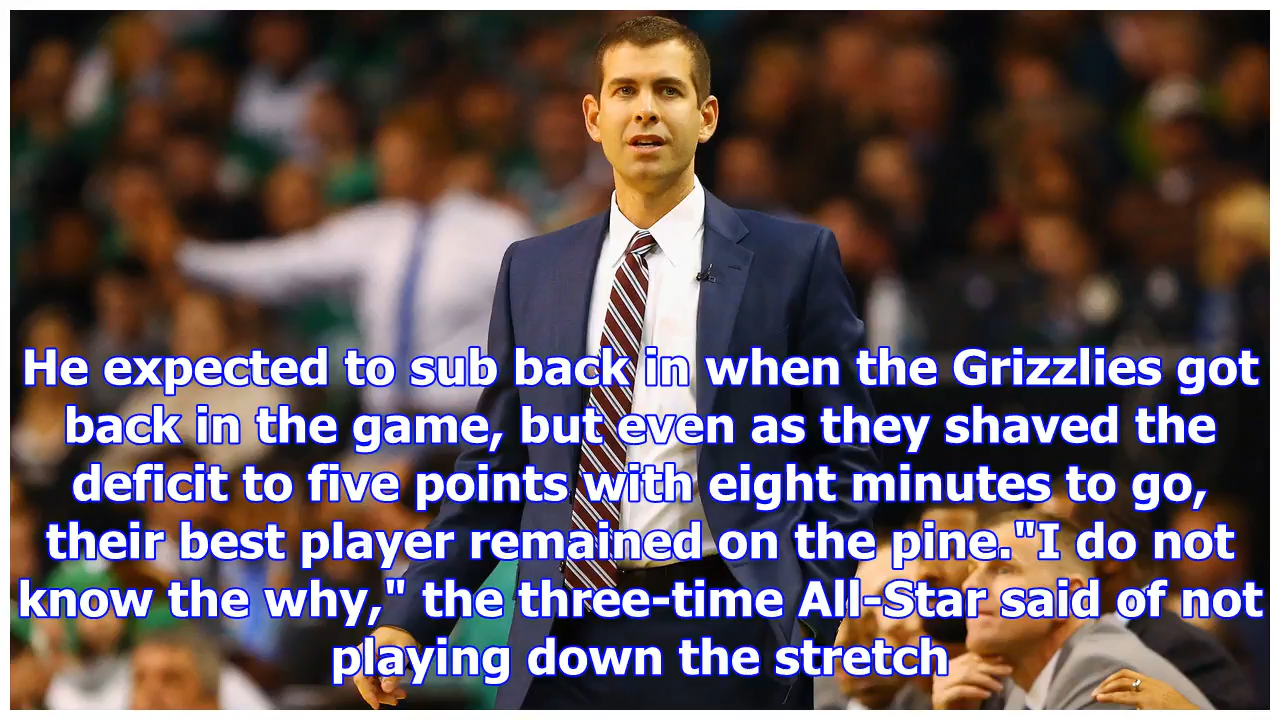 He expected to sub back in when the Grizzlies got
back in the game, but even as they shaved the
deficit to five points with eight minutes to go,
their best player remained on the pine."I do not
know the why," the three-time All-Star said of not
playing down the stretch